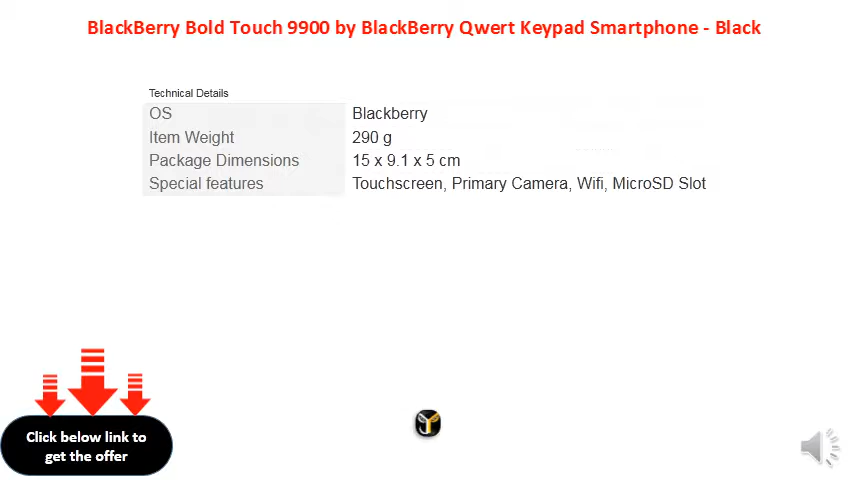 BlackBerry Bold Touch 9900 by BlackBerry Qwert Keypad Smartphone - Black
Technical Details
OS Blackberry
Item Weight 290 g
Package Dimensions 15 x 9.1 x 5 cm
Special features Touchscreen, Primary Camera, Wifi, MicroSD Slot
Click below link to
get the offer